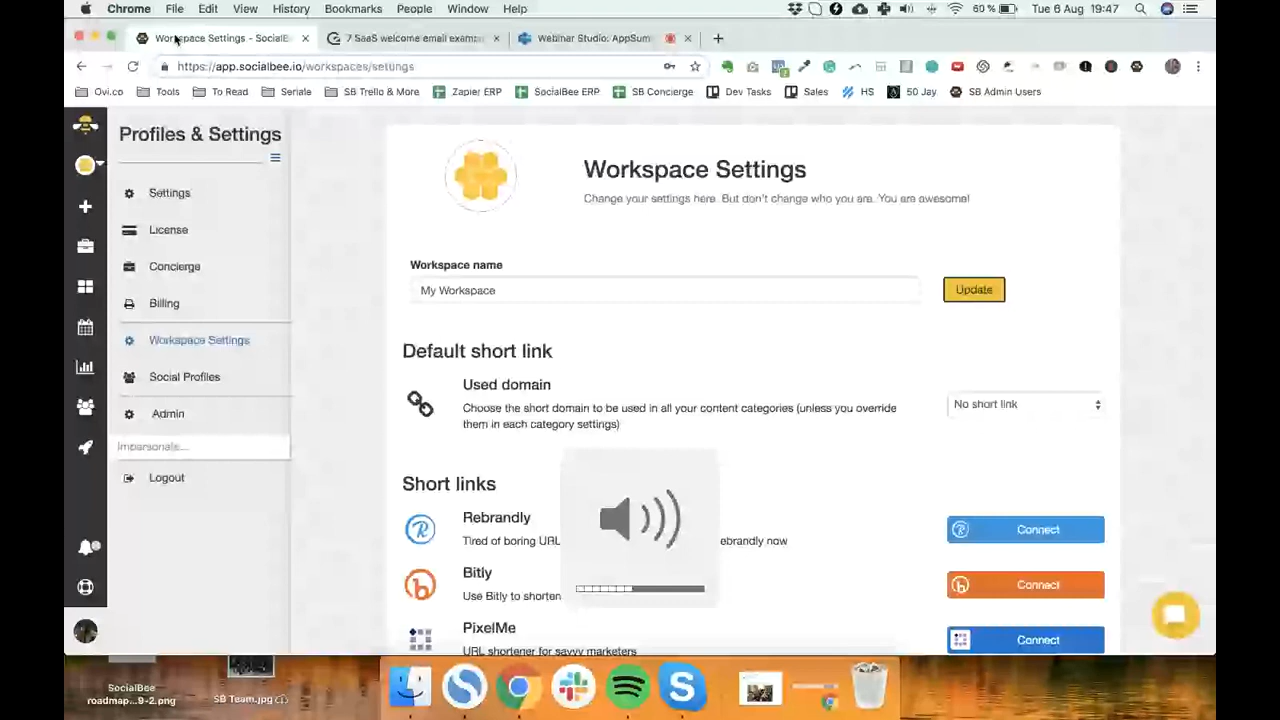 Chrome File Edit View History Bookmarks People Window Help 60 % Tue 6 Aug 19:47
Workspace Settings - SocialBe
7 SaaS welcome email exam
Webinar Studio: AppSum
https://app.socialbee.io/workspaces/settings
Ovi.co Tools To Read Seriale SB Trello & More Zapier ERP SocialBee ERP SB Concierge Dev Tasks Sales HS 50 Jay SB Admin Users
Profiles & Settings
Settings
License
Concierge
Billing
Workspace Settings
Social Profiles
Admin
Impersonate...
Logout
Workspace Settings
Change your settings here. But don't change who you are. You are awesome!
Workspace name
My Workspace
Update
Default short link
Used domain
Choose the short domain to be used in all your content categories (unless you override
them in each category settings)
No short link
Short links
Rebrandly
Tired of boring URL ebrandly now
Connect
Bitly
Use Bitly to shorten
Connect
PixelMe
URL shortener for savvy marketers
Connect
SocialBee
roadmap...9-2.png
SB Team.jpg